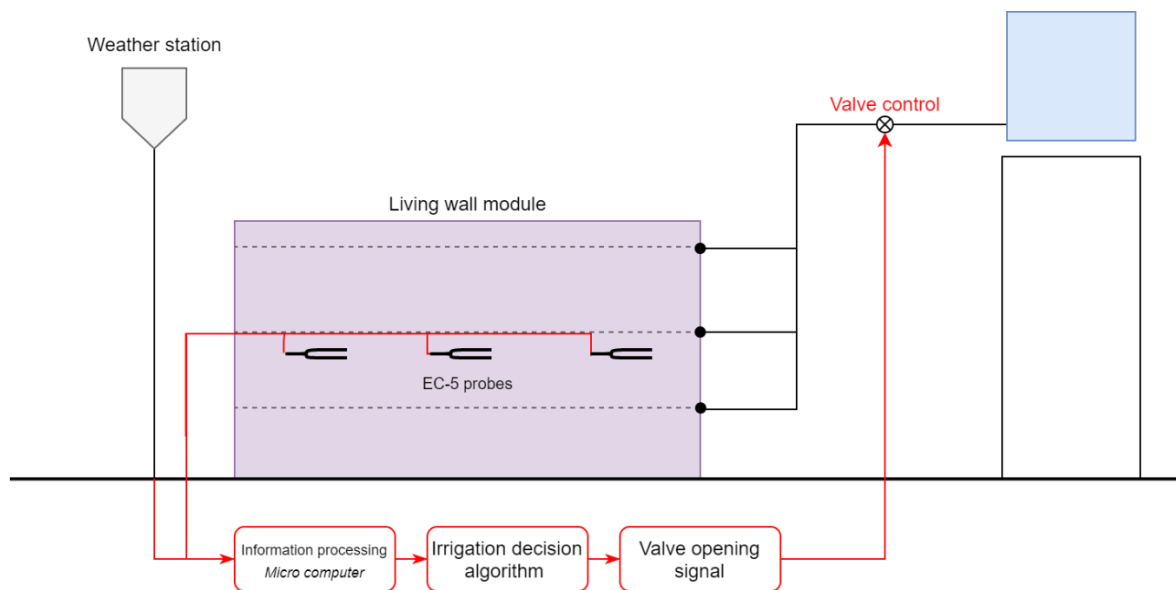 Weather station
Valve control
Living wall module
EC-5 probes
Information processing
Micro computer
Irrigation decision
algorithm
Valve opening
signal